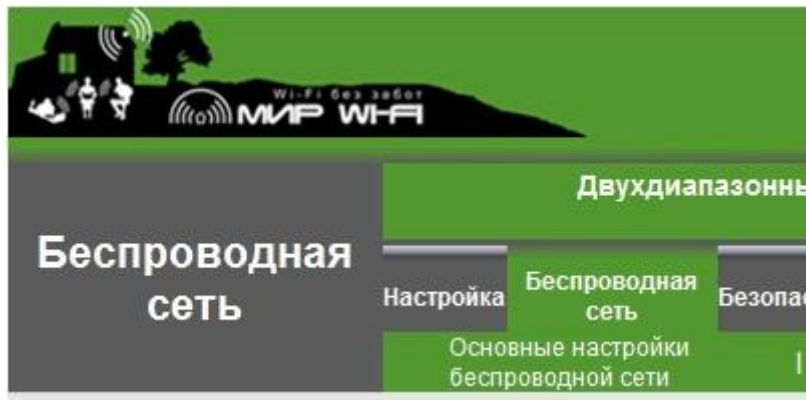 Wi-Fi без забот
МИР WI-FI
Двухдиапазонны
Беспроводная
сеть
Настройка
Беспроводная
сеть
Безопас
Основные настройки
беспроводной сети
|